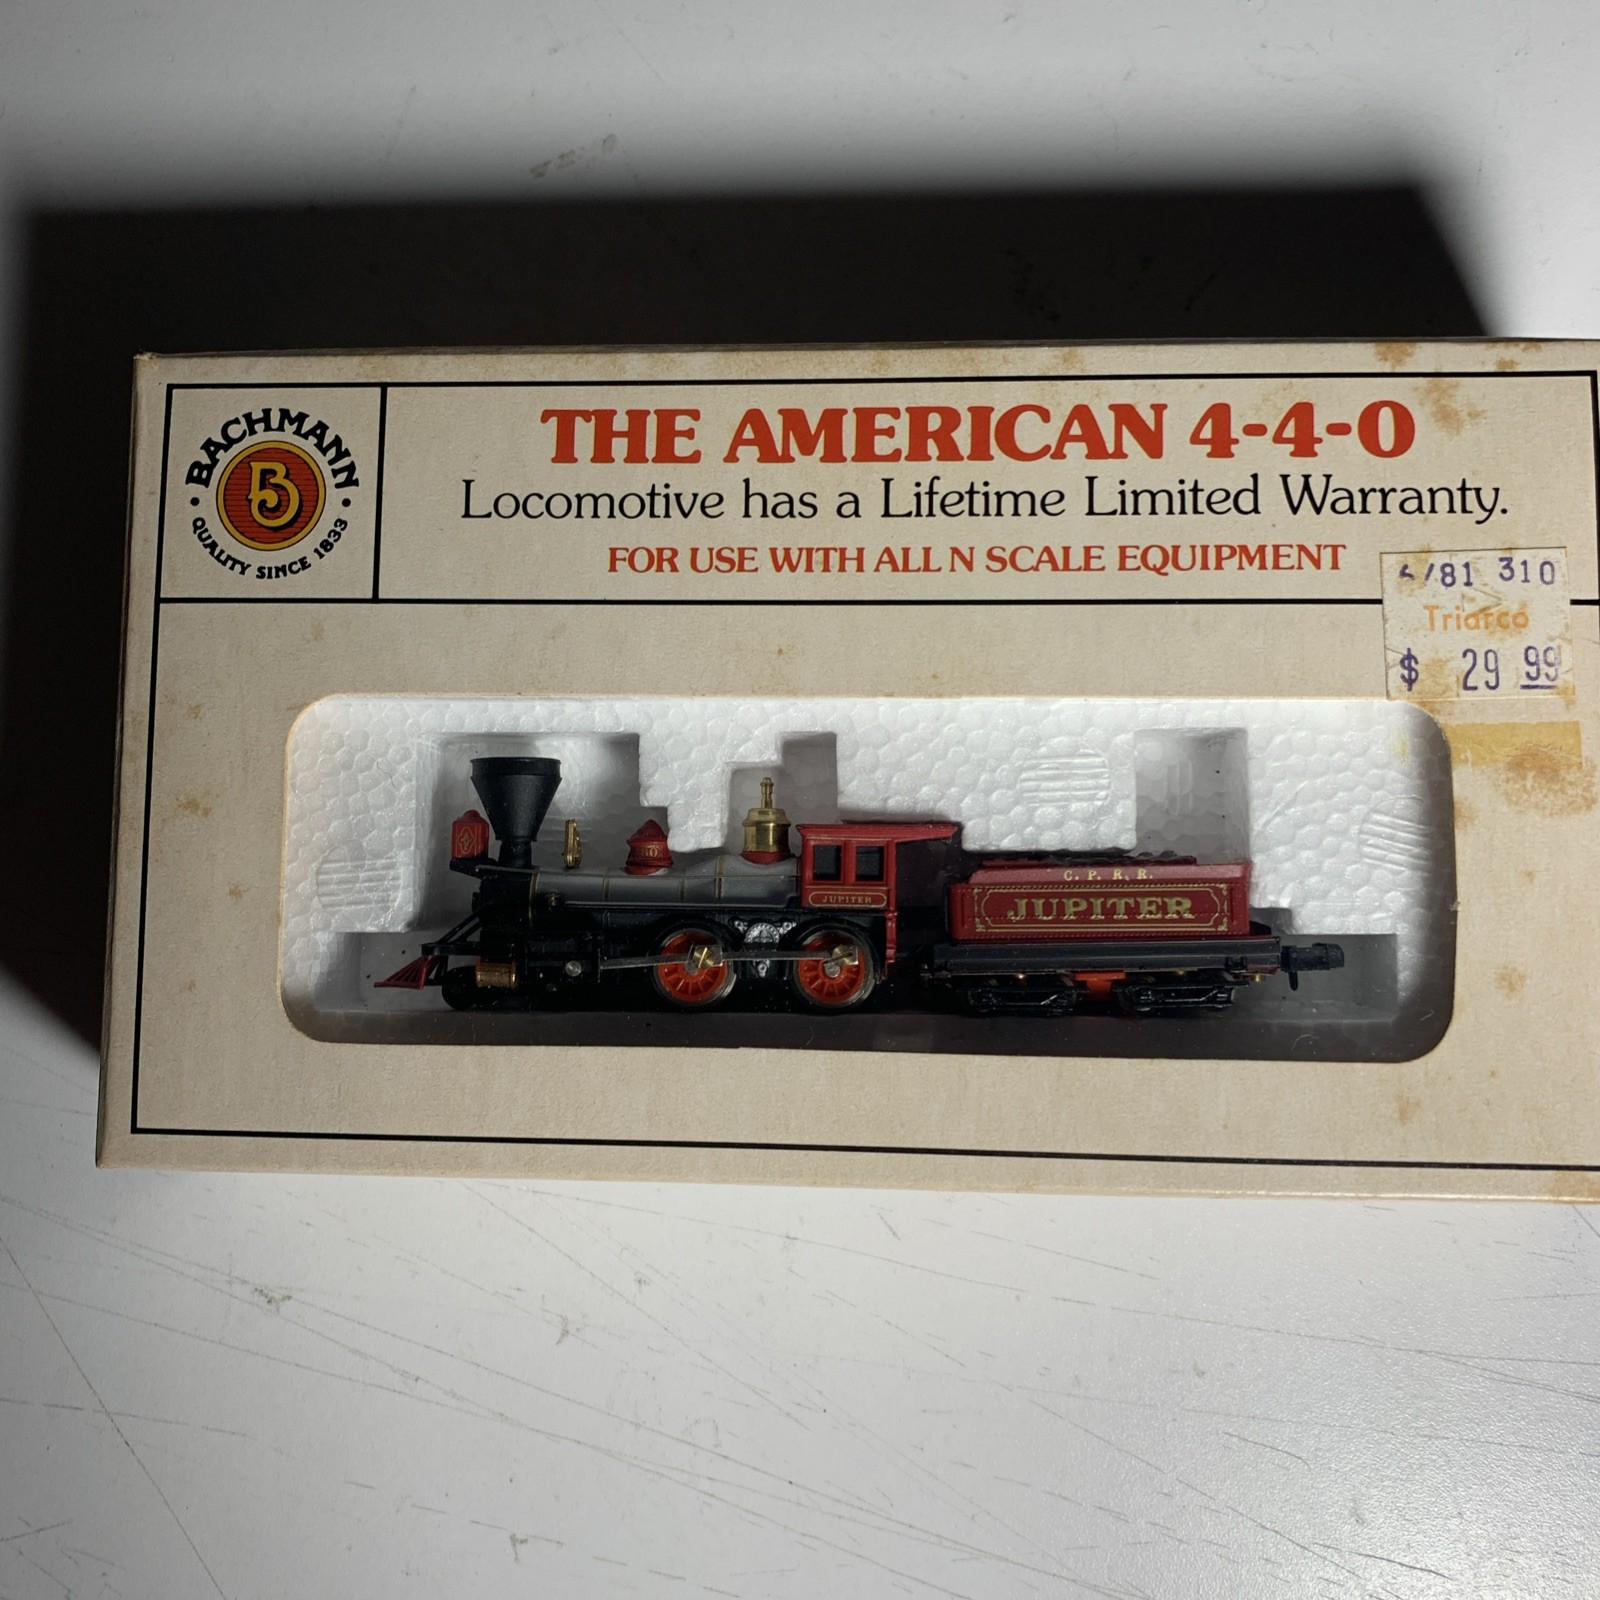 BACHMANN
B
QUALITY SINCE 1833
THE AMERICAN 4-4-0
Locomotive has a Lifetime Limited Warranty.
FOR USE WITH ALL N SCALE EQUIPMENT
/81 310
Triarco
$ 29 99
60
JUPITER
C. P. R. R.
JUPITER